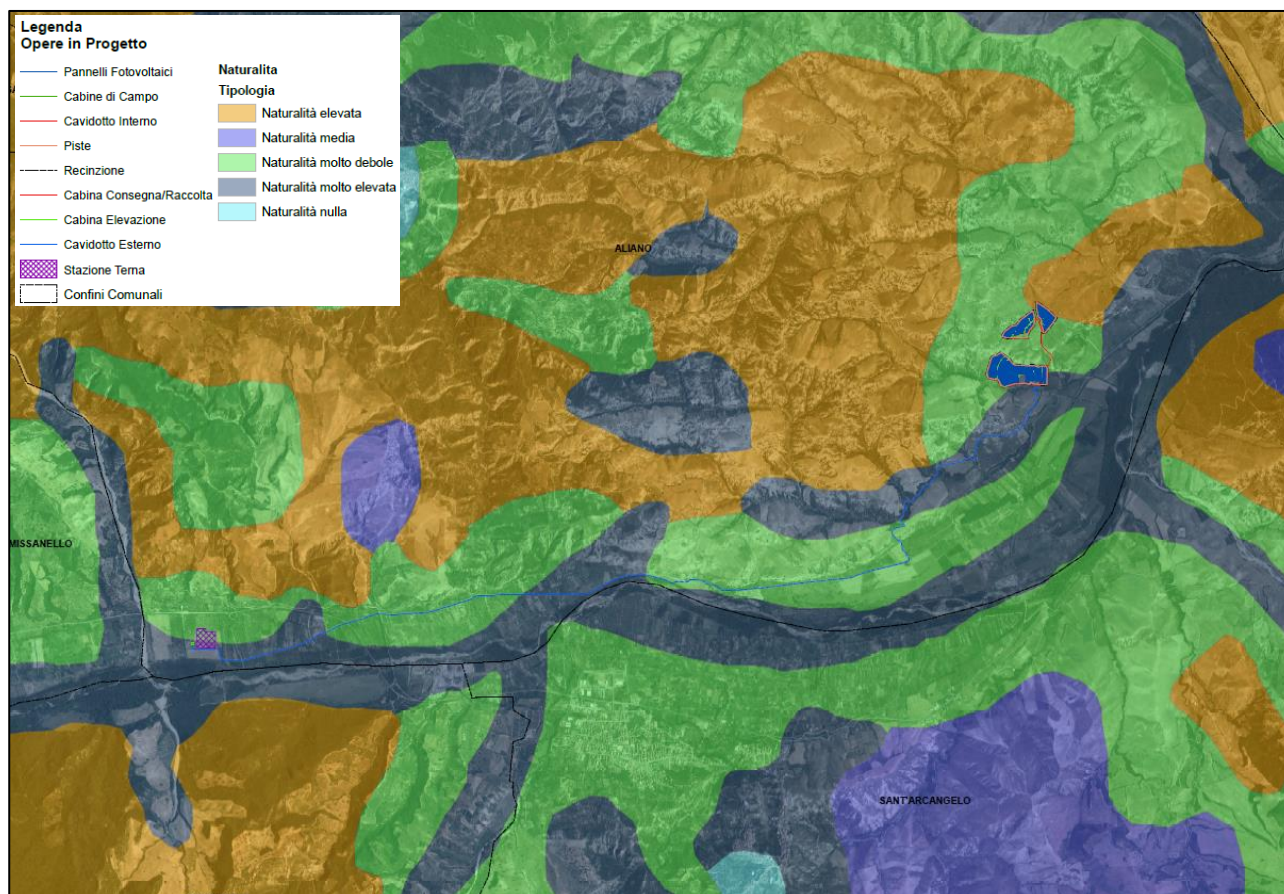 Legenda
Opere in Progetto
Pannelli Fotovoltaici
Cabine di Campo
Cavidotto Interno
Piste
Recinzione
Cabina Consegna/Raccolta
Cabina Elevazione
Cavidotto Esterno
Stazione Terna
Confini Comunali
Naturalita
Tipologia
Naturalità elevata
Naturalità media
Naturalità molto debole
Naturalità molto elevata
Naturalità nulla
ALIANO
MISSANELLO
SANT'ARCANGELO